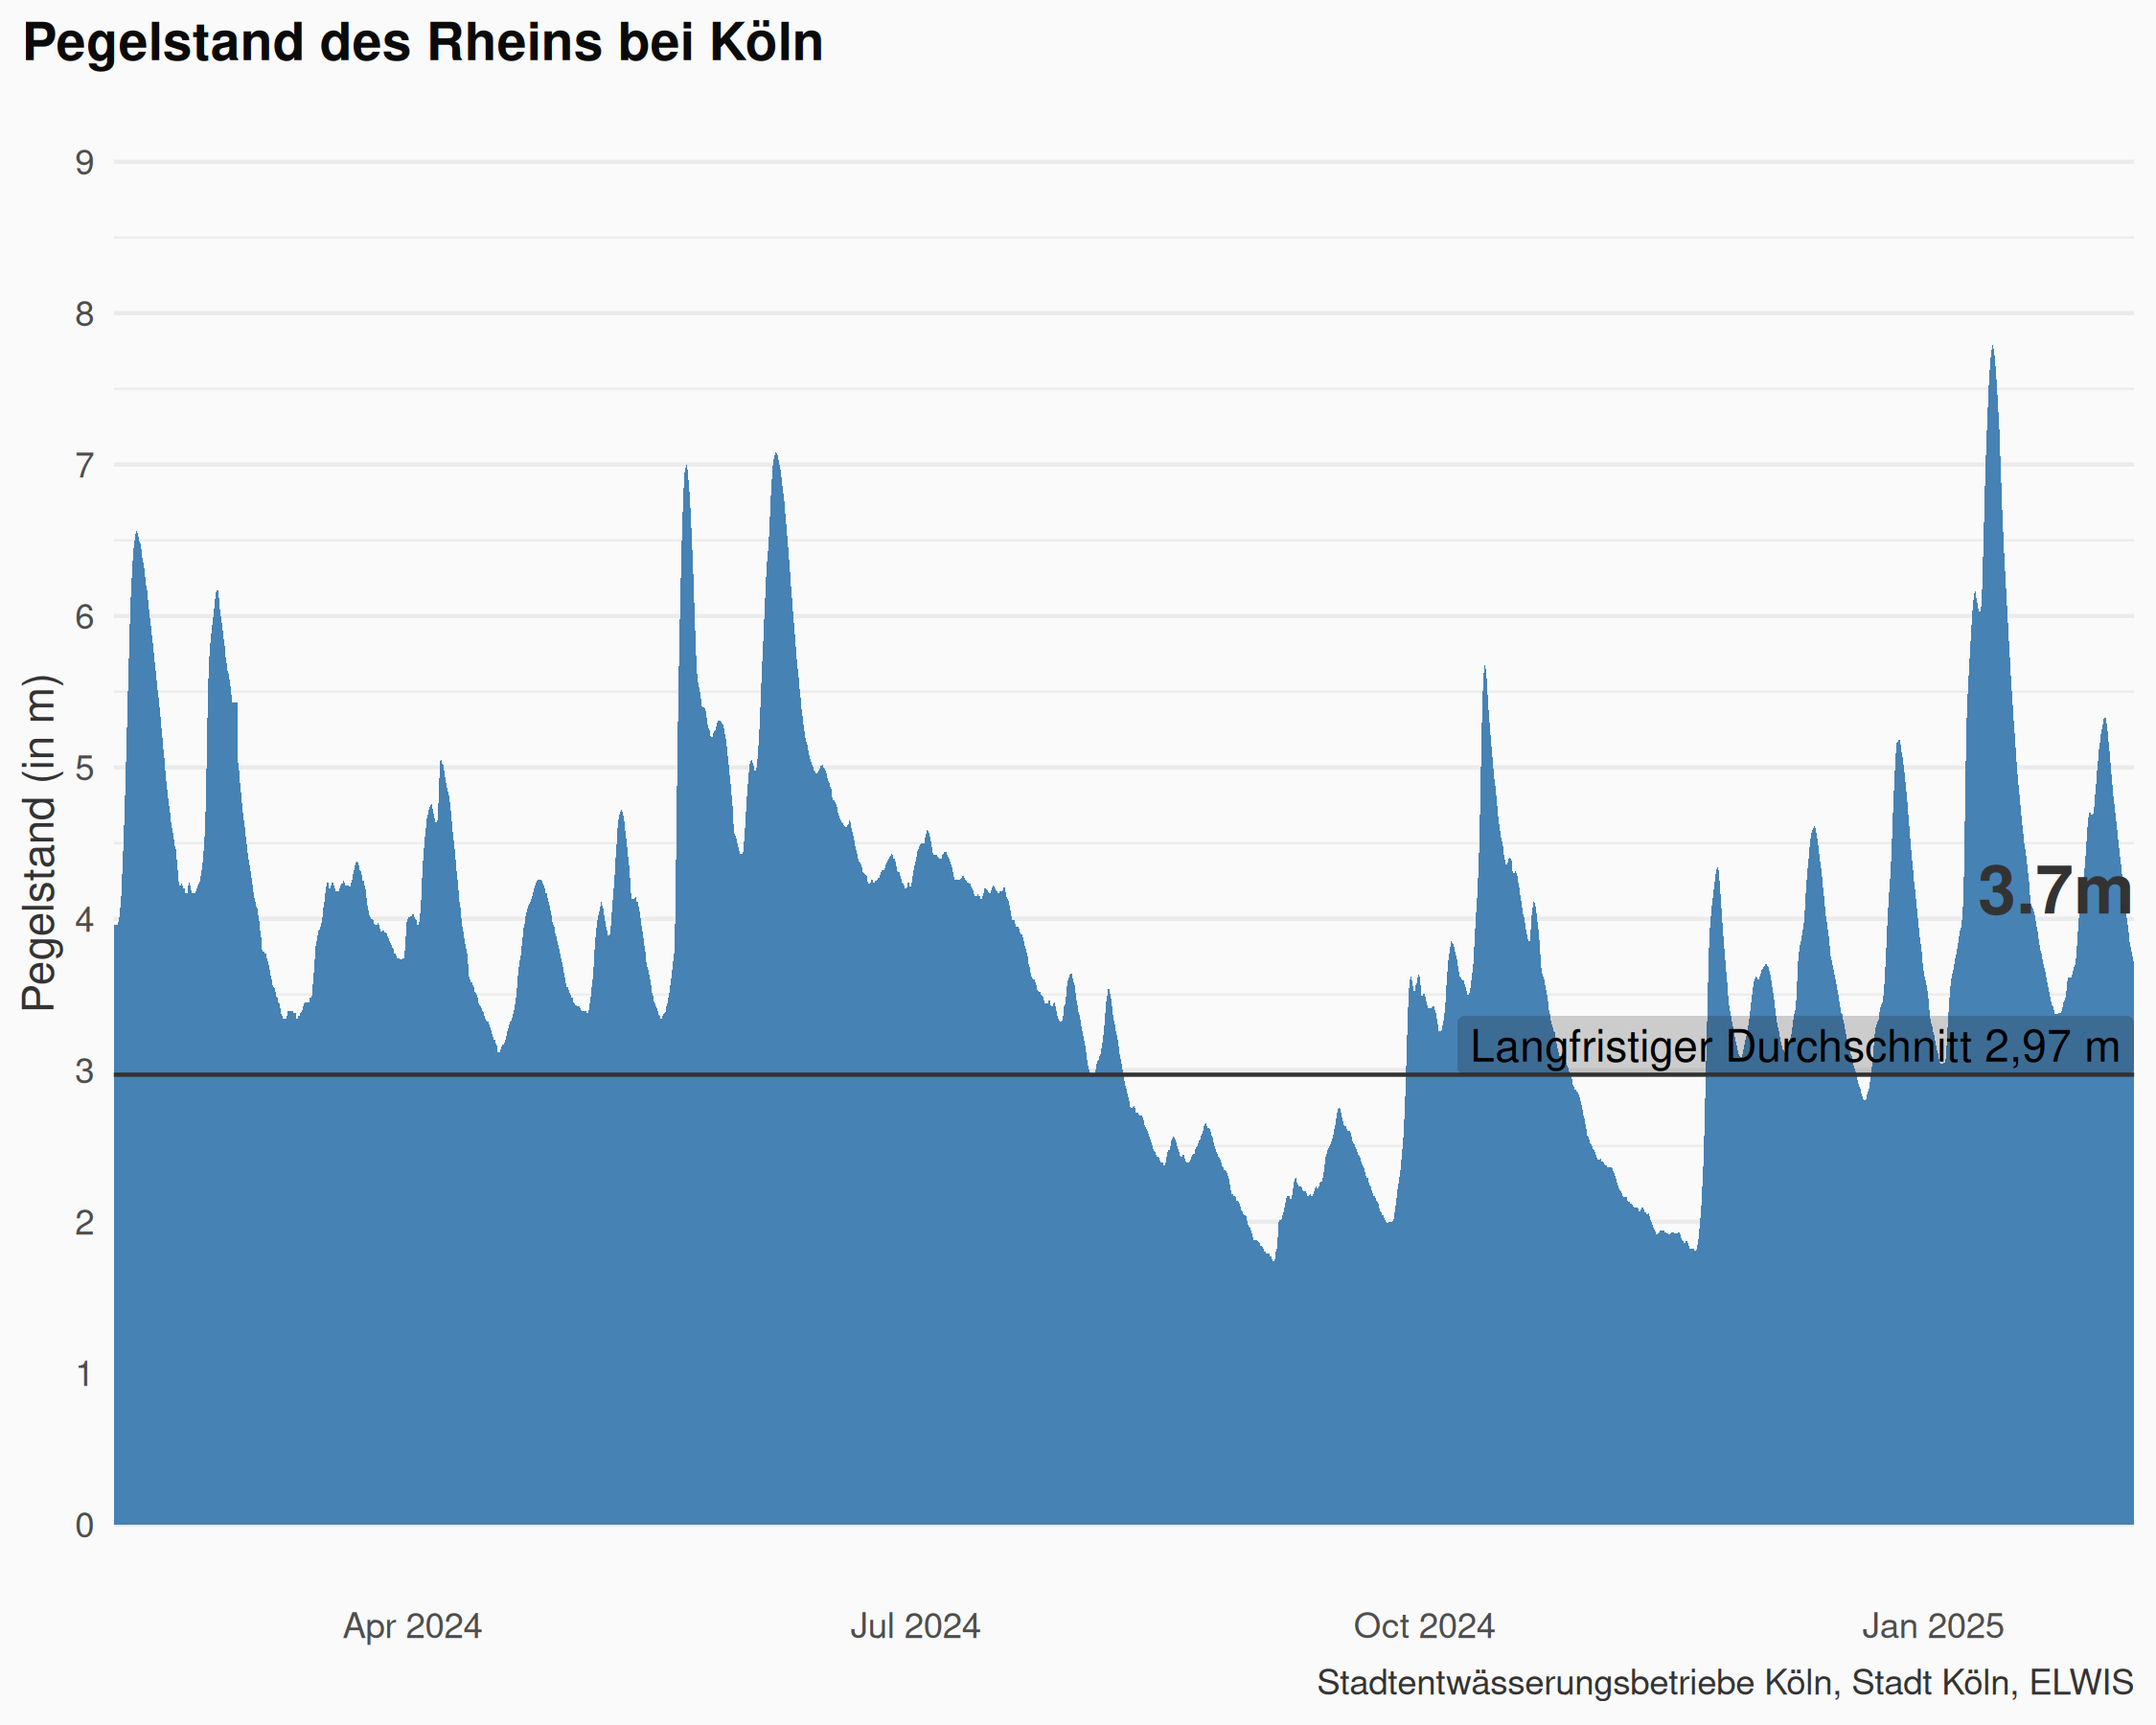 Pegelstand des Rheins bei Köln
Pegelstand (in m)
9
8
7
6
5
4
3
2
1
0
3.7m
Langfristiger Durchschnitt 2,97 m
Apr 2024
Jul 2024
Oct 2024
Jan 2025
Stadtentwässerungsbetriebe Köln, Stadt Köln, ELWIS